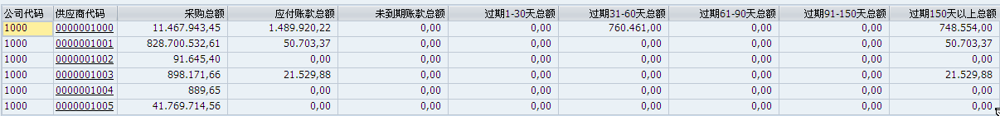 公司代码 供应商代码 采购总额 应付账款总额 未到期账款总额 过期1-30天总额 过期31-60天总额 过期61-90天总额 过期91-150天总额 过期150天以上总额
1000 0000001000 11.467.943,45 1.489.920,22 0,00 0,00 760.461,00 0,00 0,00 748.554,00
1000 0000001001 828.700.532,61 50.703,37 0,00 0,00 0,00 0,00 0,00 50.703,37
1000 0000001002 91.645,40 0,00 0,00 0,00 0,00 0,00 0,00 0,00
1000 0000001003 898.171,66 21.529,88 0,00 0,00 0,00 0,00 0,00 21.529,88
1000 0000001004 889,65 0,00 0,00 0,00 0,00 0,00 0,00 0,00
1000 0000001005 41.769.714,56 0,00 0,00 0,00 0,00 0,00 0,00 0,00